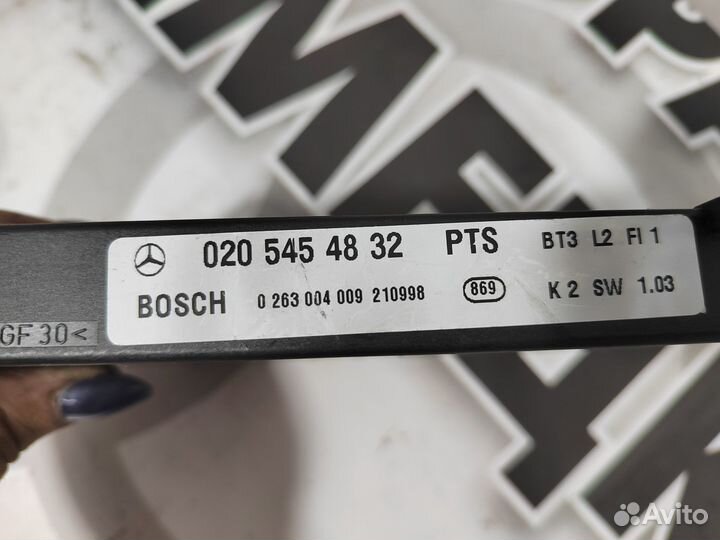 020 545 48 32 PTS BT3 L2 FI 1
BOSCH 0 263 004 009 210998 869 K 2 SW 1.03
GF 30<
Avito